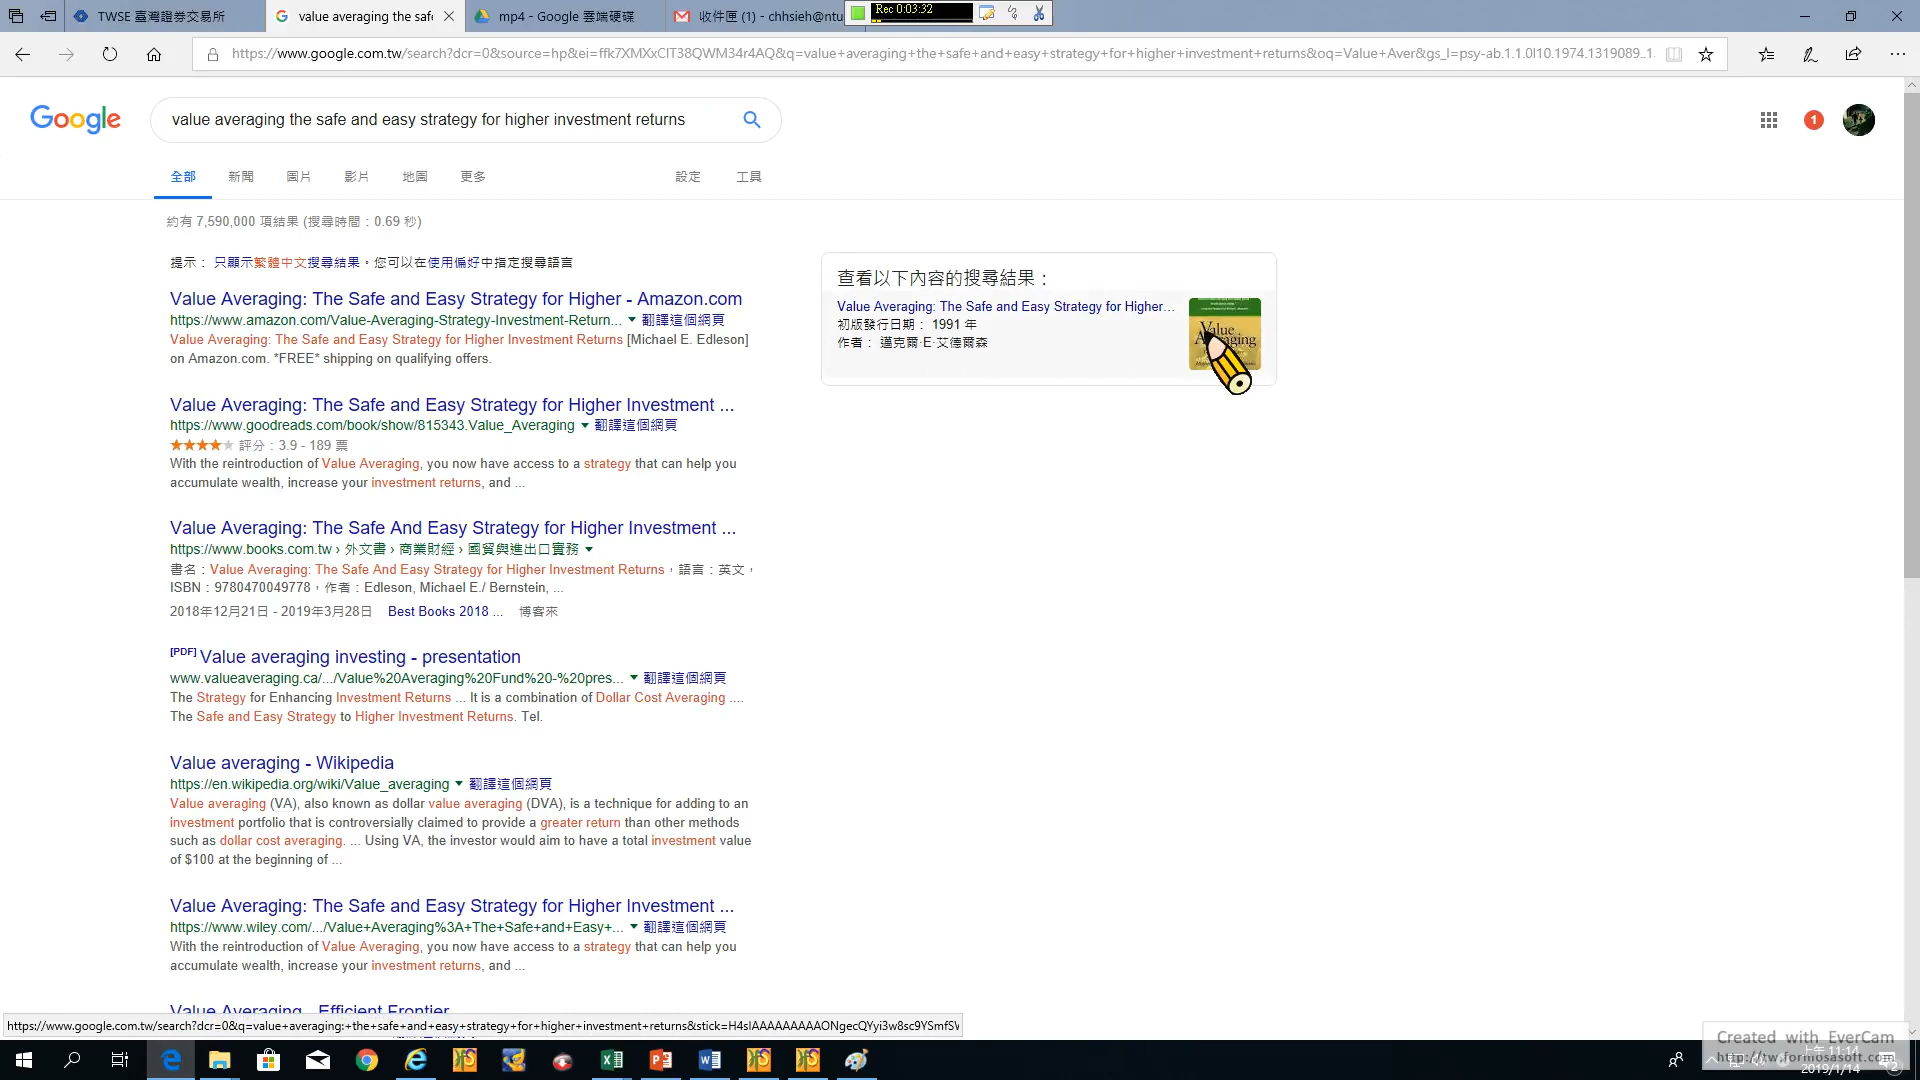 TWSE 臺灣證券交易所
value averaging the safe
mp4 - Google 雲端硬碟
收件匣 (1) - chhsieh@ntu
Rec 0:03:32
https://www.google.com.tw/search?dcr=0&source=hp&ei=ffk7XMXxClT38QWM34r4AQ&q=value+averaging+the+safe+and+easy+strategy+for+higher+investment+returns&oq=Value+Aver&gs_l=psy-ab.1.1.0l10.1974.1319089..1
Google
value averaging the safe and easy strategy for higher investment returns
1
全部 新聞 圖片 影片 地圖 更多 設定 工具
約有 7,590,000 項結果 (搜尋時間：0.69 秒)
提示： 只顯示繁體中文搜尋結果。您可以在使用偏好中指定搜尋語言
Value Averaging: The Safe and Easy Strategy for Higher - Amazon.com
https://www.amazon.com/Value-Averaging-Strategy-Investment-Return... 翻譯這個網頁
Value Averaging: The Safe and Easy Strategy for Higher Investment Returns [Michael E. Edleson]
on Amazon.com. *FREE* shipping on qualifying offers.
Value Averaging: The Safe and Easy Strategy for Higher Investment ...
https://www.goodreads.com/book/show/815343.Value_Averaging 翻譯這個網頁
評分：3.9 - 189 票
With the reintroduction of Value Averaging, you now have access to a strategy that can help you
accumulate wealth, increase your investment returns, and ...
Value Averaging: The Safe And Easy Strategy for Higher Investment ...
https://www.books.com.tw › 外文書 › 商業財經 › 國貿與進出口實務
書名：Value Averaging: The Safe And Easy Strategy for Higher Investment Returns，語言：英文，
ISBN：9780470049778，作者：Edleson, Michael E./ Bernstein, ...
2018年12月21日 - 2019年3月28日 Best Books 2018 ... 博客來
[PDF] Value averaging investing - presentation
www.valueaveraging.ca/.../Value%20Averaging%20Fund%20-%20pres... 翻譯這個網頁
The Strategy for Enhancing Investment Returns ... It is a combination of Dollar Cost Averaging ....
The Safe and Easy Strategy to Higher Investment Returns. Tel.
Value averaging - Wikipedia
https://en.wikipedia.org/wiki/Value_averaging 翻譯這個網頁
Value averaging (VA), also known as dollar value averaging (DVA), is a technique for adding to an
investment portfolio that is controversially claimed to provide a greater return than other methods
such as dollar cost averaging. ... Using VA, the investor would aim to have a total investment value
of $100 at the beginning of ...
Value Averaging: The Safe and Easy Strategy for Higher Investment ...
https://www.wiley.com/.../Value+Averaging%3A+The+Safe+and+Easy+... 翻譯這個網頁
With the reintroduction of Value Averaging, you now have access to a strategy that can help you
accumulate wealth, increase your investment returns, and ...
Value Averaging - Efficient Frontier
查看以下內容的搜尋結果：
Value Averaging: The Safe and Easy Strategy for Higher...
初版發行日期： 1991 年
作者： 邁克爾·E·艾德爾森
Value
Averaging
https://www.google.com.tw/search?dcr=0&q=value+averaging:+the+safe+and+easy+strategy+for+higher+investment+returns&stick=H4sIAAAAAAAAAONgecQYyi3w8sc9YSmfSW
Created with EverCam
http://tw.formosasoft.com
上午 11:14
2019/1/14
2